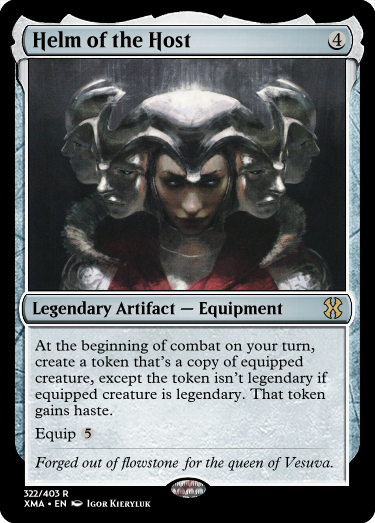 Helm of the Host 4
Legendary Artifact — Equipment
At the beginning of combat on your turn,
create a token that's a copy of equipped
creature, except the token isn't legendary if
equipped creature is legendary. That token
gains haste.
Equip 5
Forged out of flowstone for the queen of Vesuva.
322/403 R
XMA • EN Igor Kieryluk